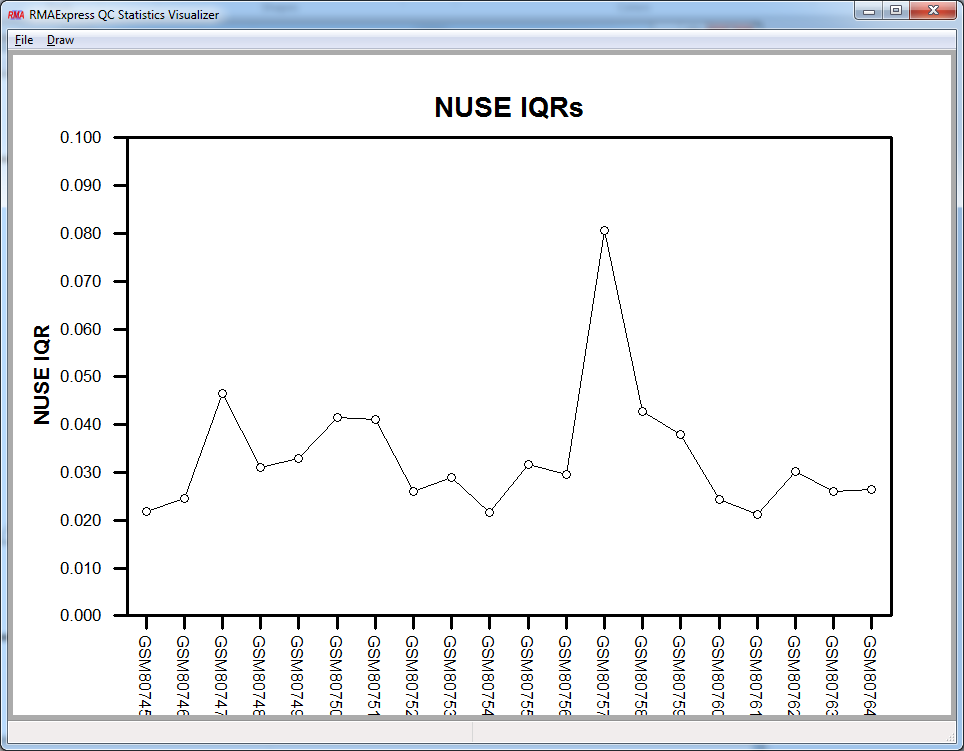 RMA RMAExpress QC Statistics Visualizer
File Draw
NUSE IQRs
NUSE IQR
0.100
0.090
0.080
0.070
0.060
0.050
0.040
0.030
0.020
0.010
0.000
GSM80745
GSM80746
GSM80747
GSM80748
GSM80749
GSM80750
GSM80751
GSM80752
GSM80753
GSM80754
GSM80755
GSM80756
GSM80757
GSM80758
GSM80759
GSM80760
GSM80761
GSM80762
GSM80763
GSM80764